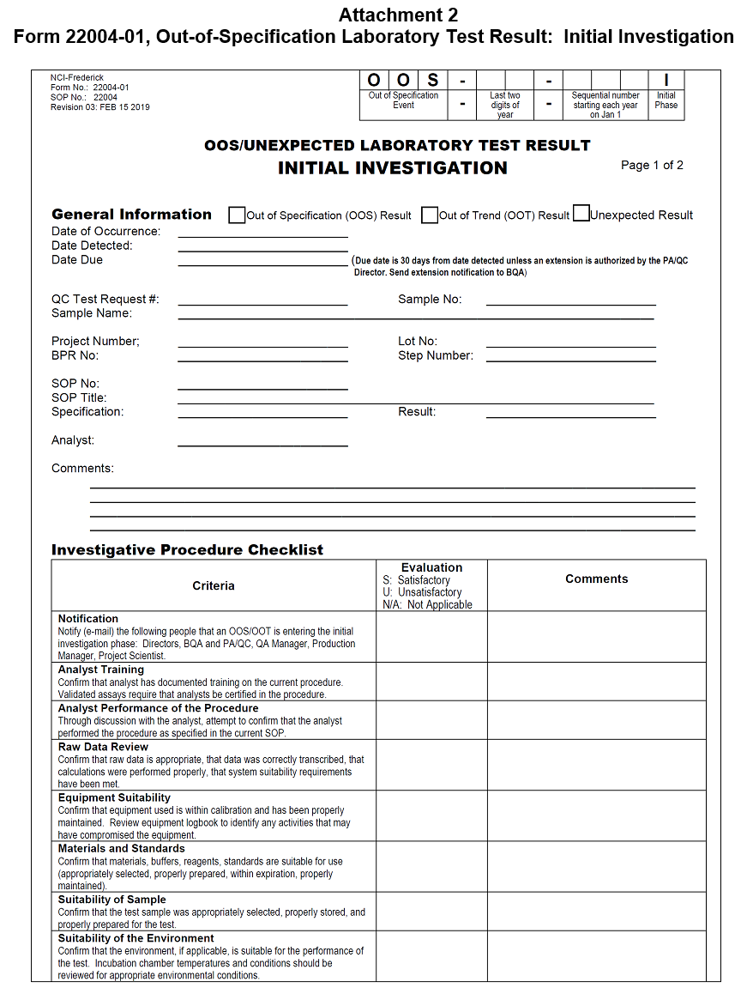 Attachment 2
Form 22004-01, Out-of-Specification Laboratory Test Result:  Initial Investigation
NCI-Frederick
Form No.:  22004-01
SOP No.:  22004
Revision 03: FEB 15 2019
O O S - - I
Out of Specification Event - Last two digits of year - Sequential number starting each year on Jan 1 Initial Phase
OOS/UNEXPECTED LABORATORY TEST RESULT
INITIAL INVESTIGATION
Page 1 of 2
General Information Out of Specification (OOS) Result Out of Trend (OOT) Result Unexpected Result
Date of Occurrence:
Date Detected:
Date Due (Due date is 30 days from date detected unless an extension is authorized by the PA/QC
Director. Send extension notification to BQA)
QC Test Request #: Sample No:
Sample Name:
Project Number; Lot No:
BPR No: Step Number:
SOP No:
SOP Title:
Specification: Result:
Analyst:
Comments:
Investigative Procedure Checklist
Criteria
Evaluation
S:  Satisfactory
U:  Unsatisfactory
N/A:  Not Applicable
Comments
Notification
Notify (e-mail) the following people that an OOS/OOT is entering the initial
investigation phase:  Directors, BQA and PA/QC, QA Manager, Production
Manager, Project Scientist.
Analyst Training
Confirm that analyst has documented training on the current procedure.
Validated assays require that analysts be certified in the procedure.
Analyst Performance of the Procedure
Through discussion with the analyst, attempt to confirm that the analyst
performed the procedure as specified in the current SOP.
Raw Data Review
Confirm that raw data is appropriate, that data was correctly transcribed, that
calculations were performed properly, that system suitability requirements
have been met.
Equipment Suitability
Confirm that equipment used is within calibration and has been properly
maintained.  Review equipment logbook to identify any activities that may
have compromised the equipment.
Materials and Standards
Confirm that materials, buffers, reagents, standards are suitable for use
(appropriately selected, properly prepared, within expiration, properly
maintained).
Suitability of Sample
Confirm that the test sample was appropriately selected, properly stored, and
properly prepared for the test.
Suitability of the Environment
Confirm that the environment, if applicable, is suitable for the performance of
the test.  Incubation chamber temperatures and conditions should be
reviewed for appropriate environmental conditions.